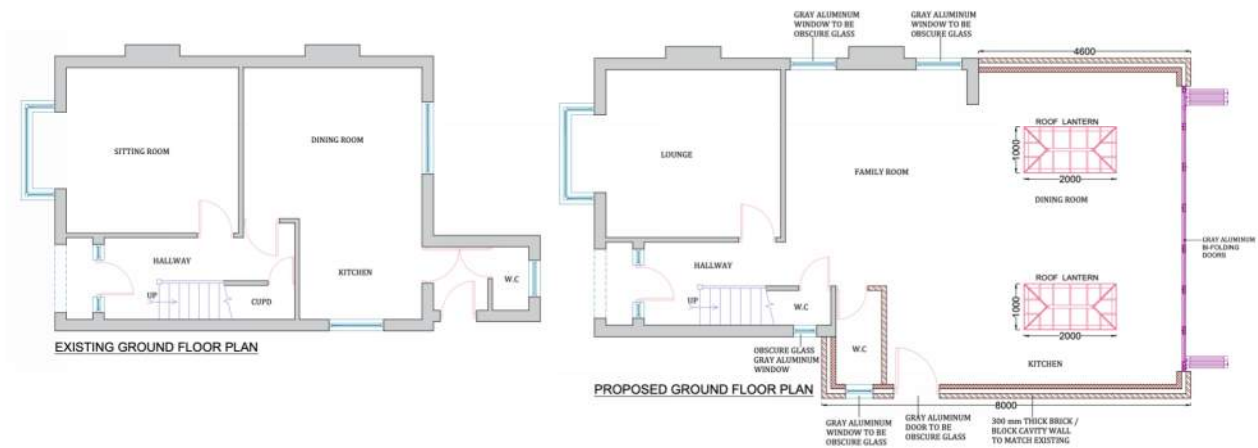 SITTING ROOM
DINING ROOM
HALLWAY
UP
CUPD
KITCHEN
W.C
EXISTING GROUND FLOOR PLAN
GRAY ALUMINUM
WINDOW TO BE
OBSCURE GLASS
GRAY ALUMINUM
WINDOW TO BE
OBSCURE GLASS
4600
LOUNGE
FAMILY ROOM
ROOF LANTERN
1000
2000
DINING ROOM
GRAY ALUMINUM
BI-FOLDING
DOORS
HALLWAY
UP
W.C
ROOF LANTERN
1000
2000
OBSCURE GLASS
GRAY ALUMINUM
WINDOW
W.C
KITCHEN
PROPOSED GROUND FLOOR PLAN
8000
GRAY ALUMINUM
WINDOW TO BE
OBSCURE GLASS
GRAY ALUMINUM
DOOR TO BE
OBSCURE GLASS
300 mm THICK BRICK /
BLOCK CAVITY WALL
TO MATCH EXISTING